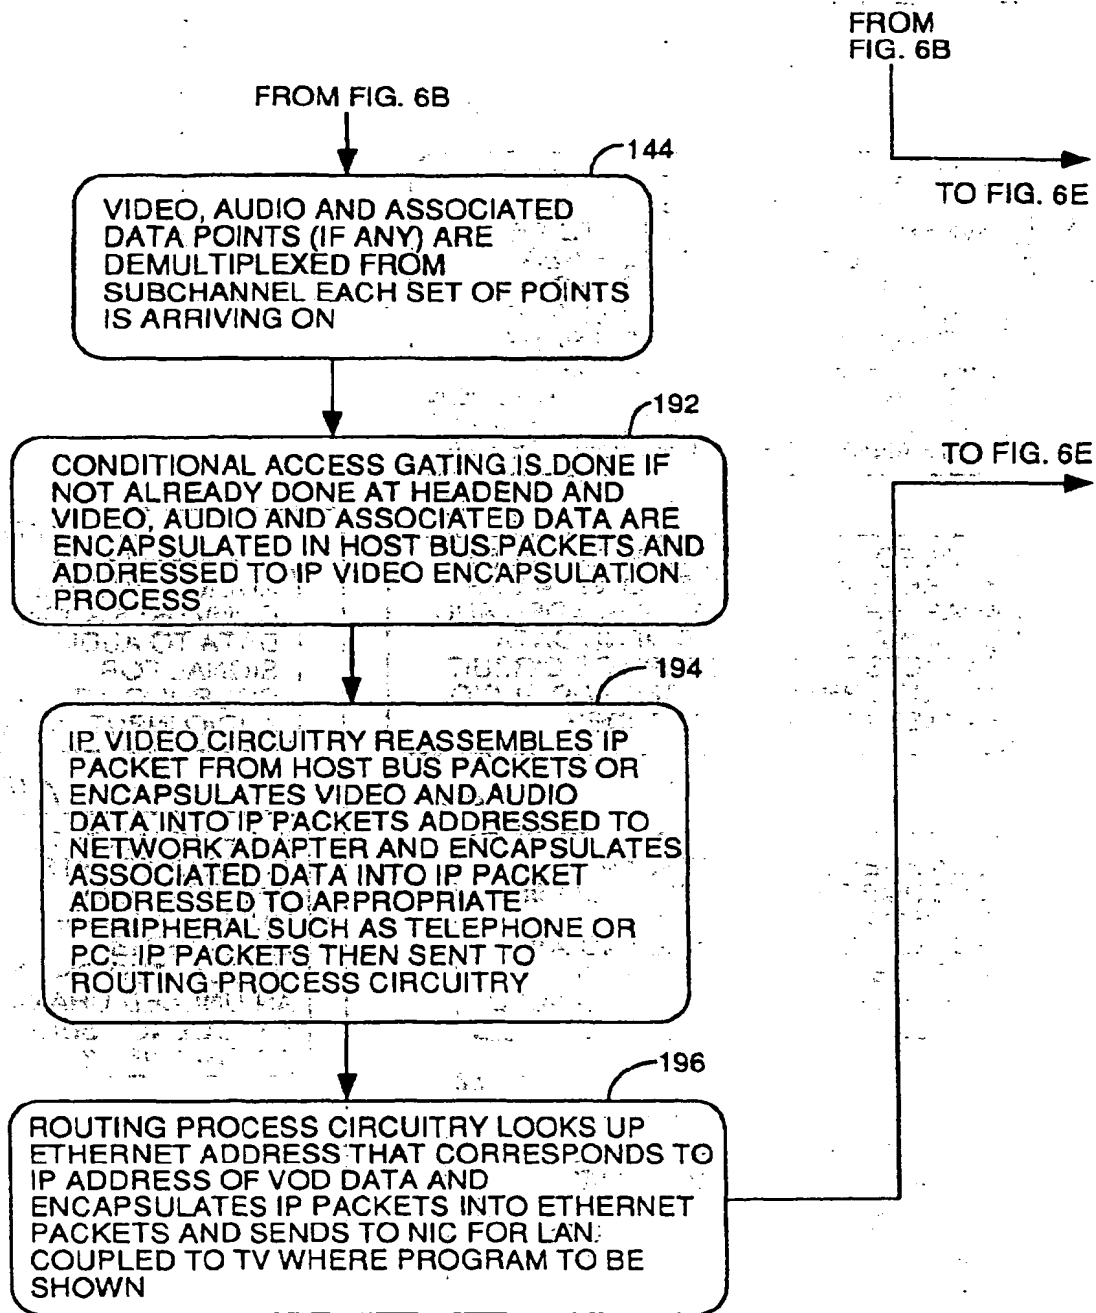 FROM
FIG. 6B
FROM FIG. 6B
TO FIG. 6E
144
VIDEO, AUDIO AND ASSOCIATED
DATA POINTS (IF ANY) ARE
DEMULTIPLEXED FROM
SUBCHANNEL EACH SET OF POINTS
IS ARRIVING ON
192
TO FIG. 6E
CONDITIONAL ACCESS GATING IS DONE IF
NOT ALREADY DONE AT HEADEND AND
VIDEO, AUDIO AND ASSOCIATED DATA ARE
ENCAPSULATED IN HOST BUS PACKETS AND
ADDRESSED TO IP VIDEO ENCAPSULATION
PROCESS
194
IP VIDEO CIRCUITRY REASSEMBLES IP
PACKET FROM HOST BUS PACKETS OR
ENCAPSULATES VIDEO AND AUDIO
DATA INTO IP PACKETS ADDRESSED TO
NETWORK ADAPTER AND ENCAPSULATES
ASSOCIATED DATA INTO IP PACKET
ADDRESSED TO APPROPRIATE
PERIPHERAL SUCH AS TELEPHONE OR
PC - IP PACKETS THEN SENT TO
ROUTING PROCESS CIRCUITRY
196
ROUTING PROCESS CIRCUITRY LOOKS UP
ETHERNET ADDRESS THAT CORRESPONDS TO
IP ADDRESS OF VOD DATA AND
ENCAPSULATES IP PACKETS INTO ETHERNET
PACKETS AND SENDS TO NIC FOR LAN
COUPLED TO TV WHERE PROGRAM TO BE
SHOWN